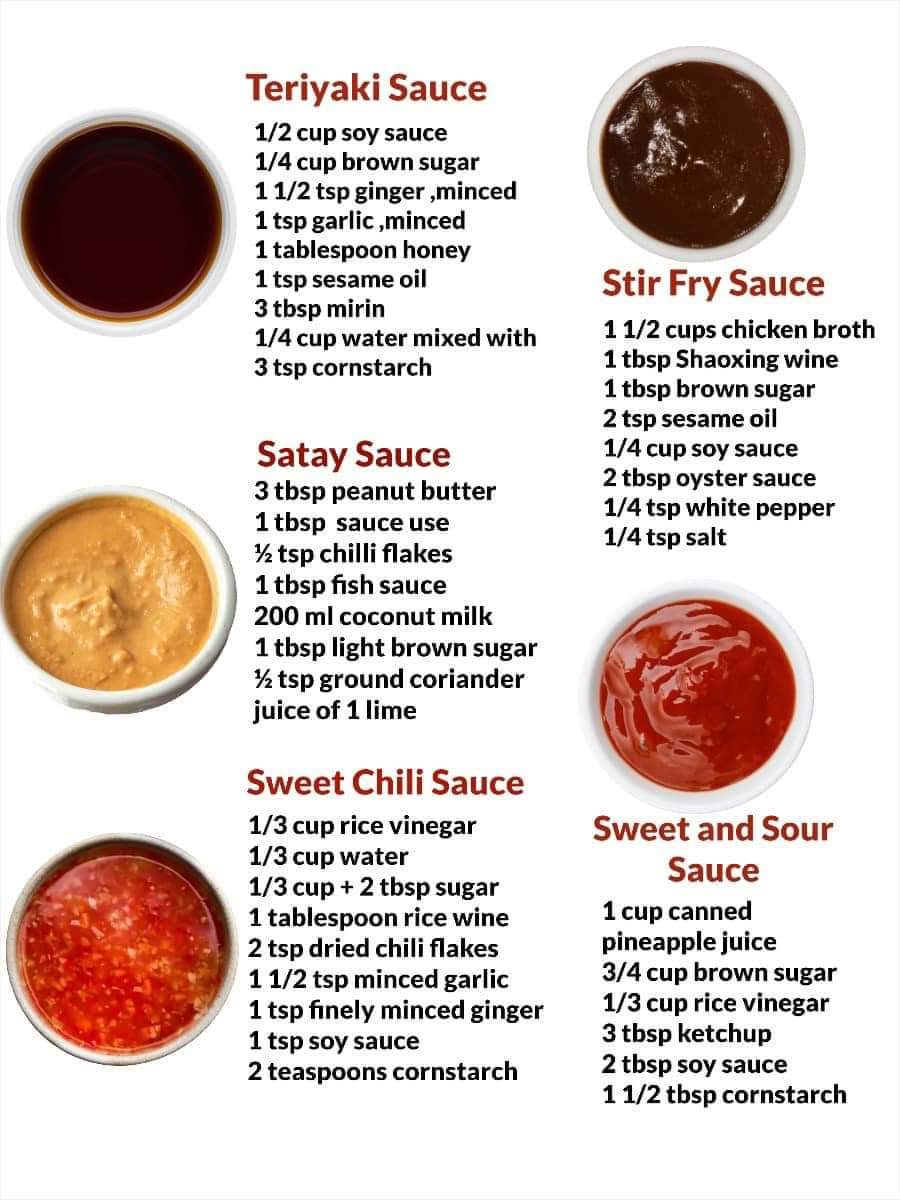 Teriyaki Sauce
1/2 cup soy sauce
1/4 cup brown sugar
1 1/2 tsp ginger ,minced
1 tsp garlic ,minced
1 tablespoon honey
1 tsp sesame oil
3 tbsp mirin
1/4 cup water mixed with
3 tsp cornstarch
Satay Sauce
3 tbsp peanut butter
1 tbsp  sauce use
½ tsp chilli flakes
1 tbsp fish sauce
200 ml coconut milk
1 tbsp light brown sugar
½ tsp ground coriander
juice of 1 lime
Sweet Chili Sauce
1/3 cup rice vinegar
1/3 cup water
1/3 cup + 2 tbsp sugar
1 tablespoon rice wine
2 tsp dried chili flakes
1 1/2 tsp minced garlic
1 tsp finely minced ginger
1 tsp soy sauce
2 teaspoons cornstarch
Stir Fry Sauce
1 1/2 cups chicken broth
1 tbsp Shaoxing wine
1 tbsp brown sugar
2 tsp sesame oil
1/4 cup soy sauce
2 tbsp oyster sauce
1/4 tsp white pepper
1/4 tsp salt
Sweet and Sour
Sauce
1 cup canned
pineapple juice
3/4 cup brown sugar
1/3 cup rice vinegar
3 tbsp ketchup
2 tbsp soy sauce
1 1/2 tbsp cornstarch